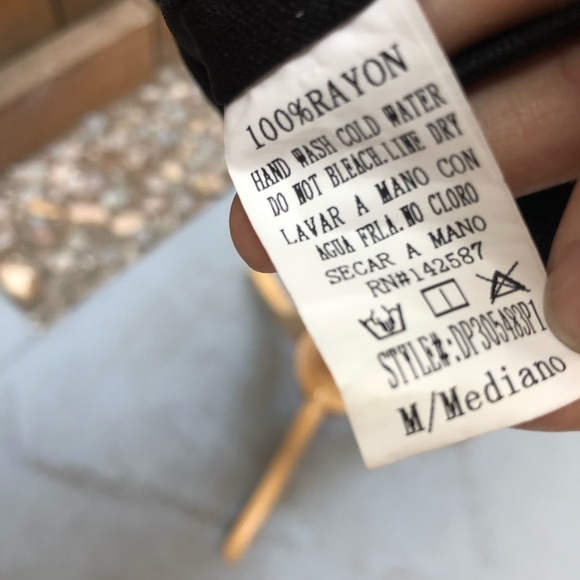 100%RAYON
HAND WASH COLD WATER
DO NOT BLEACH.LINE DRY
LAVAR A MANO CON
AGUA FRLA.NO CLORO
SECAR A MANO
RN#142587
STYLE#:DP305483P1
M/Mediano